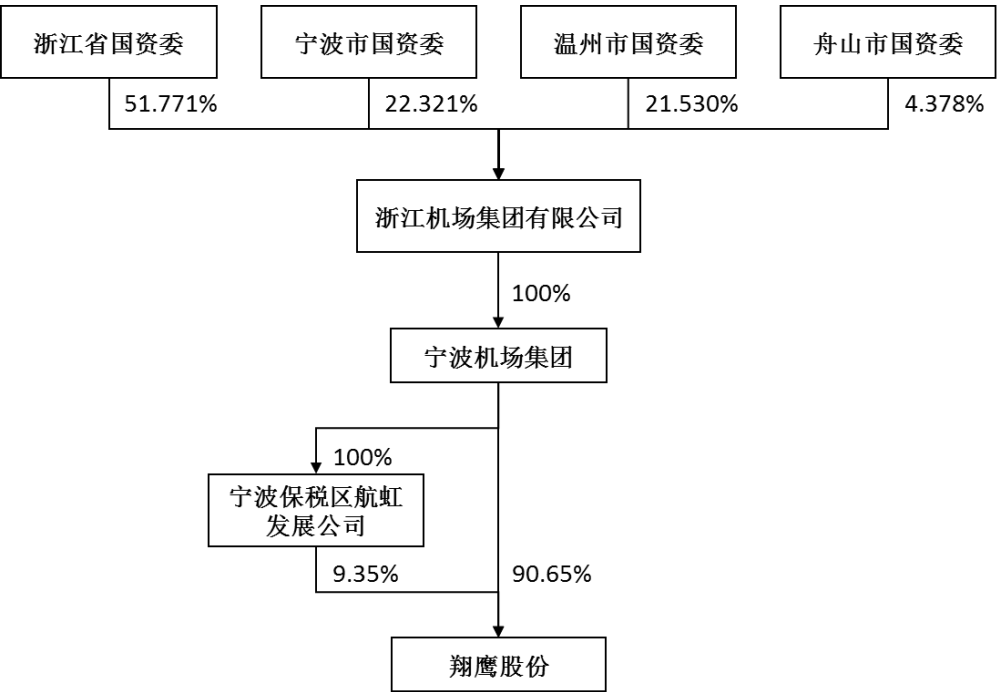 浙江省国资委
宁波市国资委
温州市国资委
舟山市国资委
51.771%
22.321%
21.530%
4.378%
浙江机场集团有限公司
100%
宁波机场集团
100%
宁波保税区航虹
发展公司
9.35%
90.65%
翔鹰股份